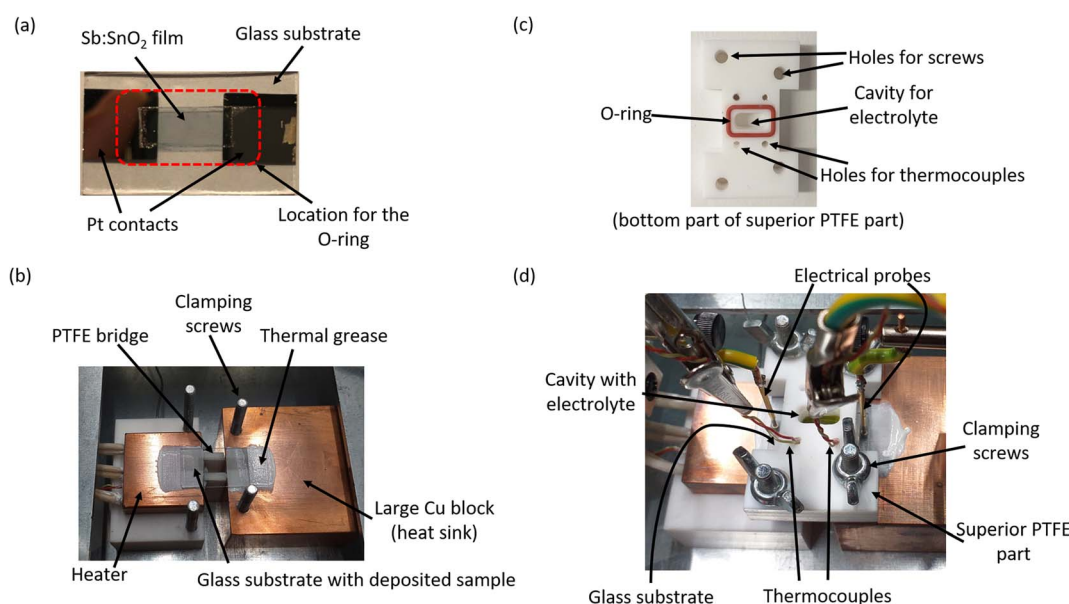 (a)
Sb:SnO₂ film
Glass substrate
Pt contacts
Location for the
O-ring
(b)
Clamping
screws
PTFE bridge
Thermal grease
Large Cu block
(heat sink)
Heater
Glass substrate with deposited sample
(c)
Holes for screws
Cavity for
electrolyte
O-ring
Holes for thermocouples
(bottom part of superior PTFE part)
(d)
Electrical probes
Cavity with
electrolyte
Clamping
screws
Superior PTFE
part
Glass substrate
Thermocouples